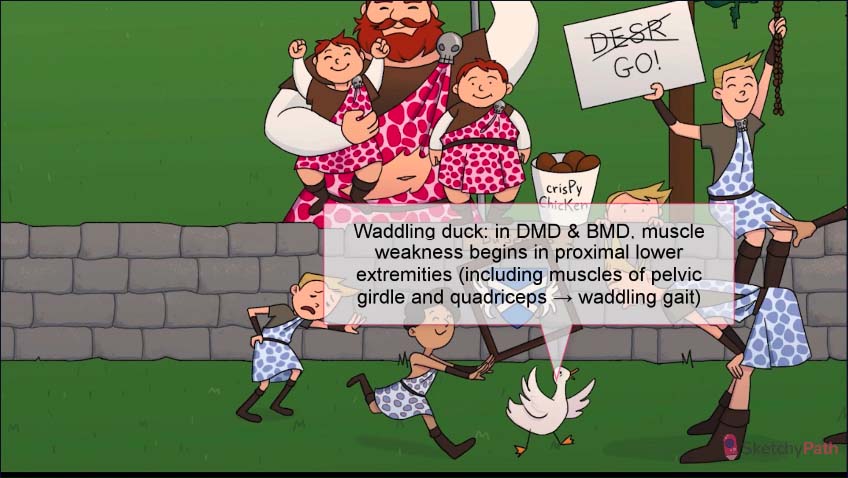 DESR
GO!
crisPy
ChicKen
Waddling duck: in DMD & BMD, muscle
weakness begins in proximal lower
extremities (including muscles of pelvic
girdle and quadriceps → waddling gait)
SketchyPath